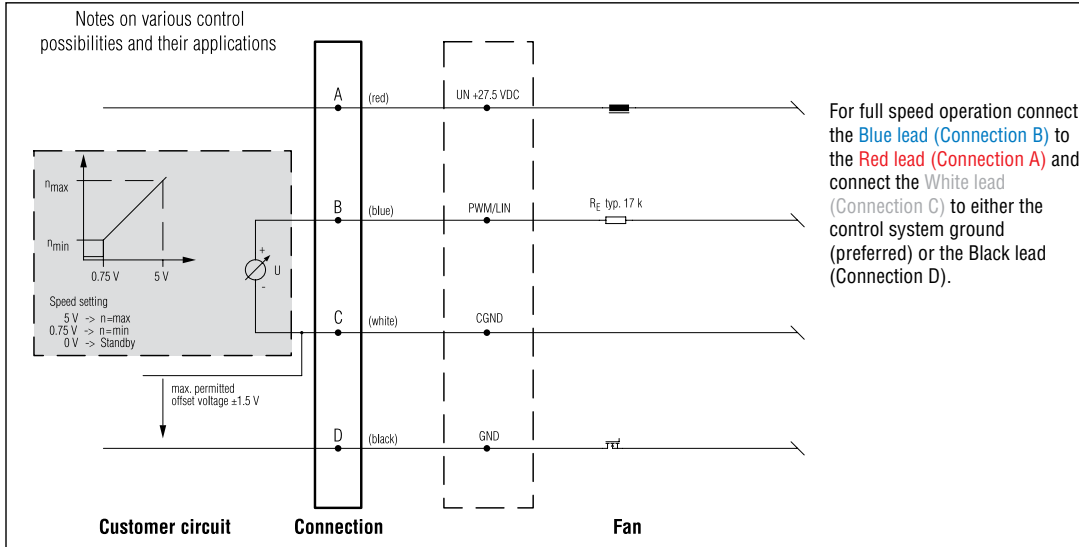 Notes on various control
possibilities and their applications
A
(red)
UN +27.5 VDC
For full speed operation connect
the Blue lead (Connection B) to
the Red lead (Connection A) and
connect the White lead
(Connection C) to either the
control system ground
(preferred) or the Black lead
(Connection D).
nmax
nmin
0.75 V
5 V
Speed setting
5 V -> n=max
0.75 V -> n=min
0 V -> Standby
+
U
-
B
(blue)
PWM/LIN
RE typ. 17 k
C
(white)
CGND
max. permitted
offset voltage ±1.5 V
D
(black)
GND
Customer circuit
Connection
Fan